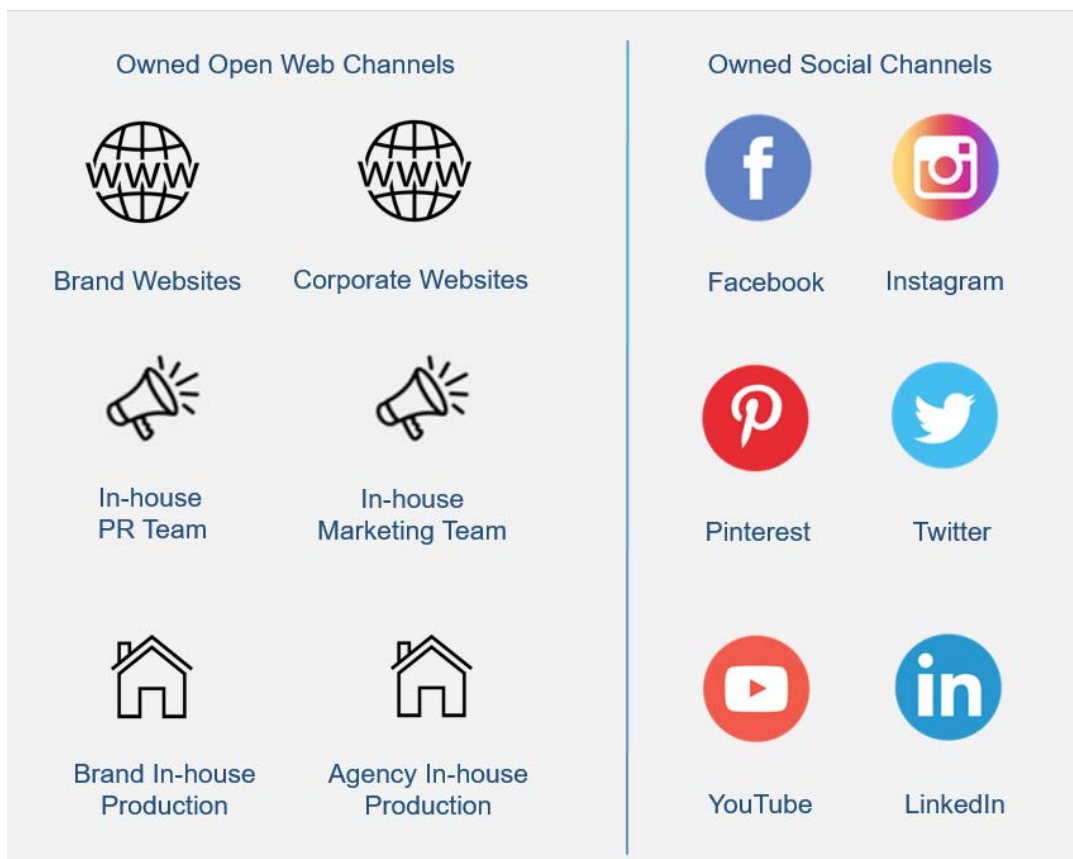 Owned Open Web Channels
Owned Social Channels
WWW
WWW
f
Brand Websites
Corporate Websites
Facebook
Instagram
In-house
PR Team
In-house
Marketing Team
Pinterest
Twitter
in
Brand In-house
Production
Agency In-house
Production
YouTube
LinkedIn